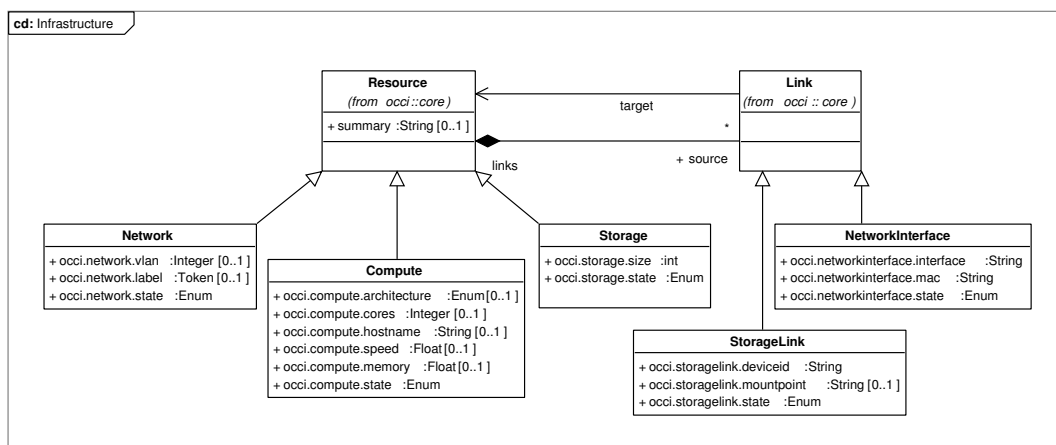 cd: Infrastructure
Resource
(from occi::core)
+ summary :String [0..1 ]
Link
(from occi :: core )
target
*
links
+ source
Network
+ occi.network.vlan :Integer [0..1 ]
+ occi.network.label :Token [0..1 ]
+ occi.network.state :Enum
Compute
+ occi.compute.architecture :Enum[0..1 ]
+ occi.compute.cores :Integer [0..1 ]
+ occi.compute.hostname :String [0..1 ]
+ occi.compute.speed :Float[0..1 ]
+ occi.compute.memory :Float[0..1 ]
+ occi.compute.state :Enum
Storage
+ occi.storage.size :int
+ occi.storage.state :Enum
NetworkInterface
+ occi.networkinterface.interface :String
+ occi.networkinterface.mac :String
+ occi.networkinterface.state :Enum
StorageLink
+ occi.storagelink.deviceid :String
+ occi.storagelink.mountpoint :String [0..1 ]
+ occi.storagelink.state :Enum